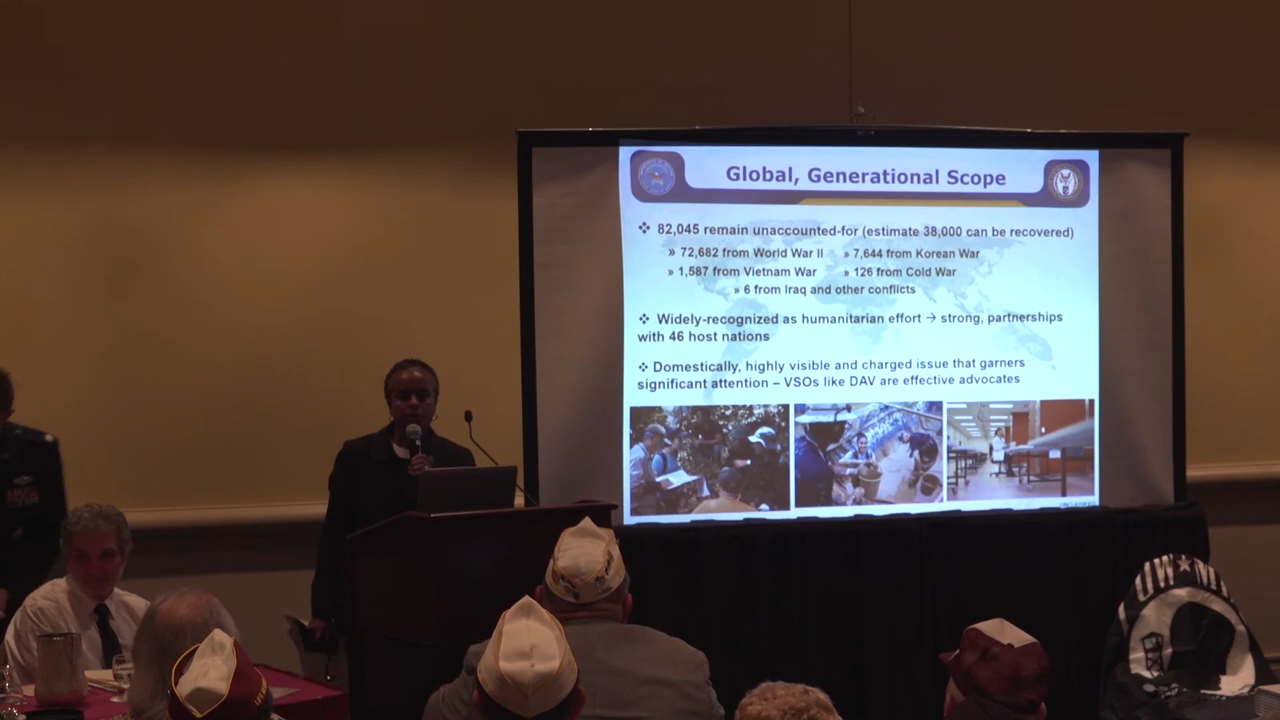 Global, Generational Scope
❖ 82,045 remain unaccounted-for (estimate 38,000 can be recovered)
» 72,682 from World War II » 7,644 from Korean War
» 1,587 from Vietnam War » 126 from Cold War
» 6 from Iraq and other conflicts
❖ Widely-recognized as humanitarian effort → strong, partnerships
with 46 host nations
❖ Domestically, highly visible and charged issue that garners
significant attention – VSOs like DAV are effective advocates